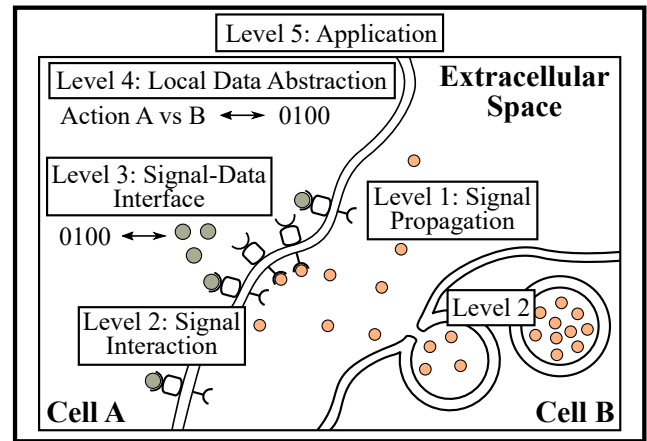 Level 5: Application
Level 4: Local Data Abstraction
Action A vs B ↔ 0100
Extracellular
Space
Level 3: Signal-Data
Interface
0100 ↔
Level 1: Signal
Propagation
Level 2: Signal
Interaction
Level 2
Cell A
Cell B